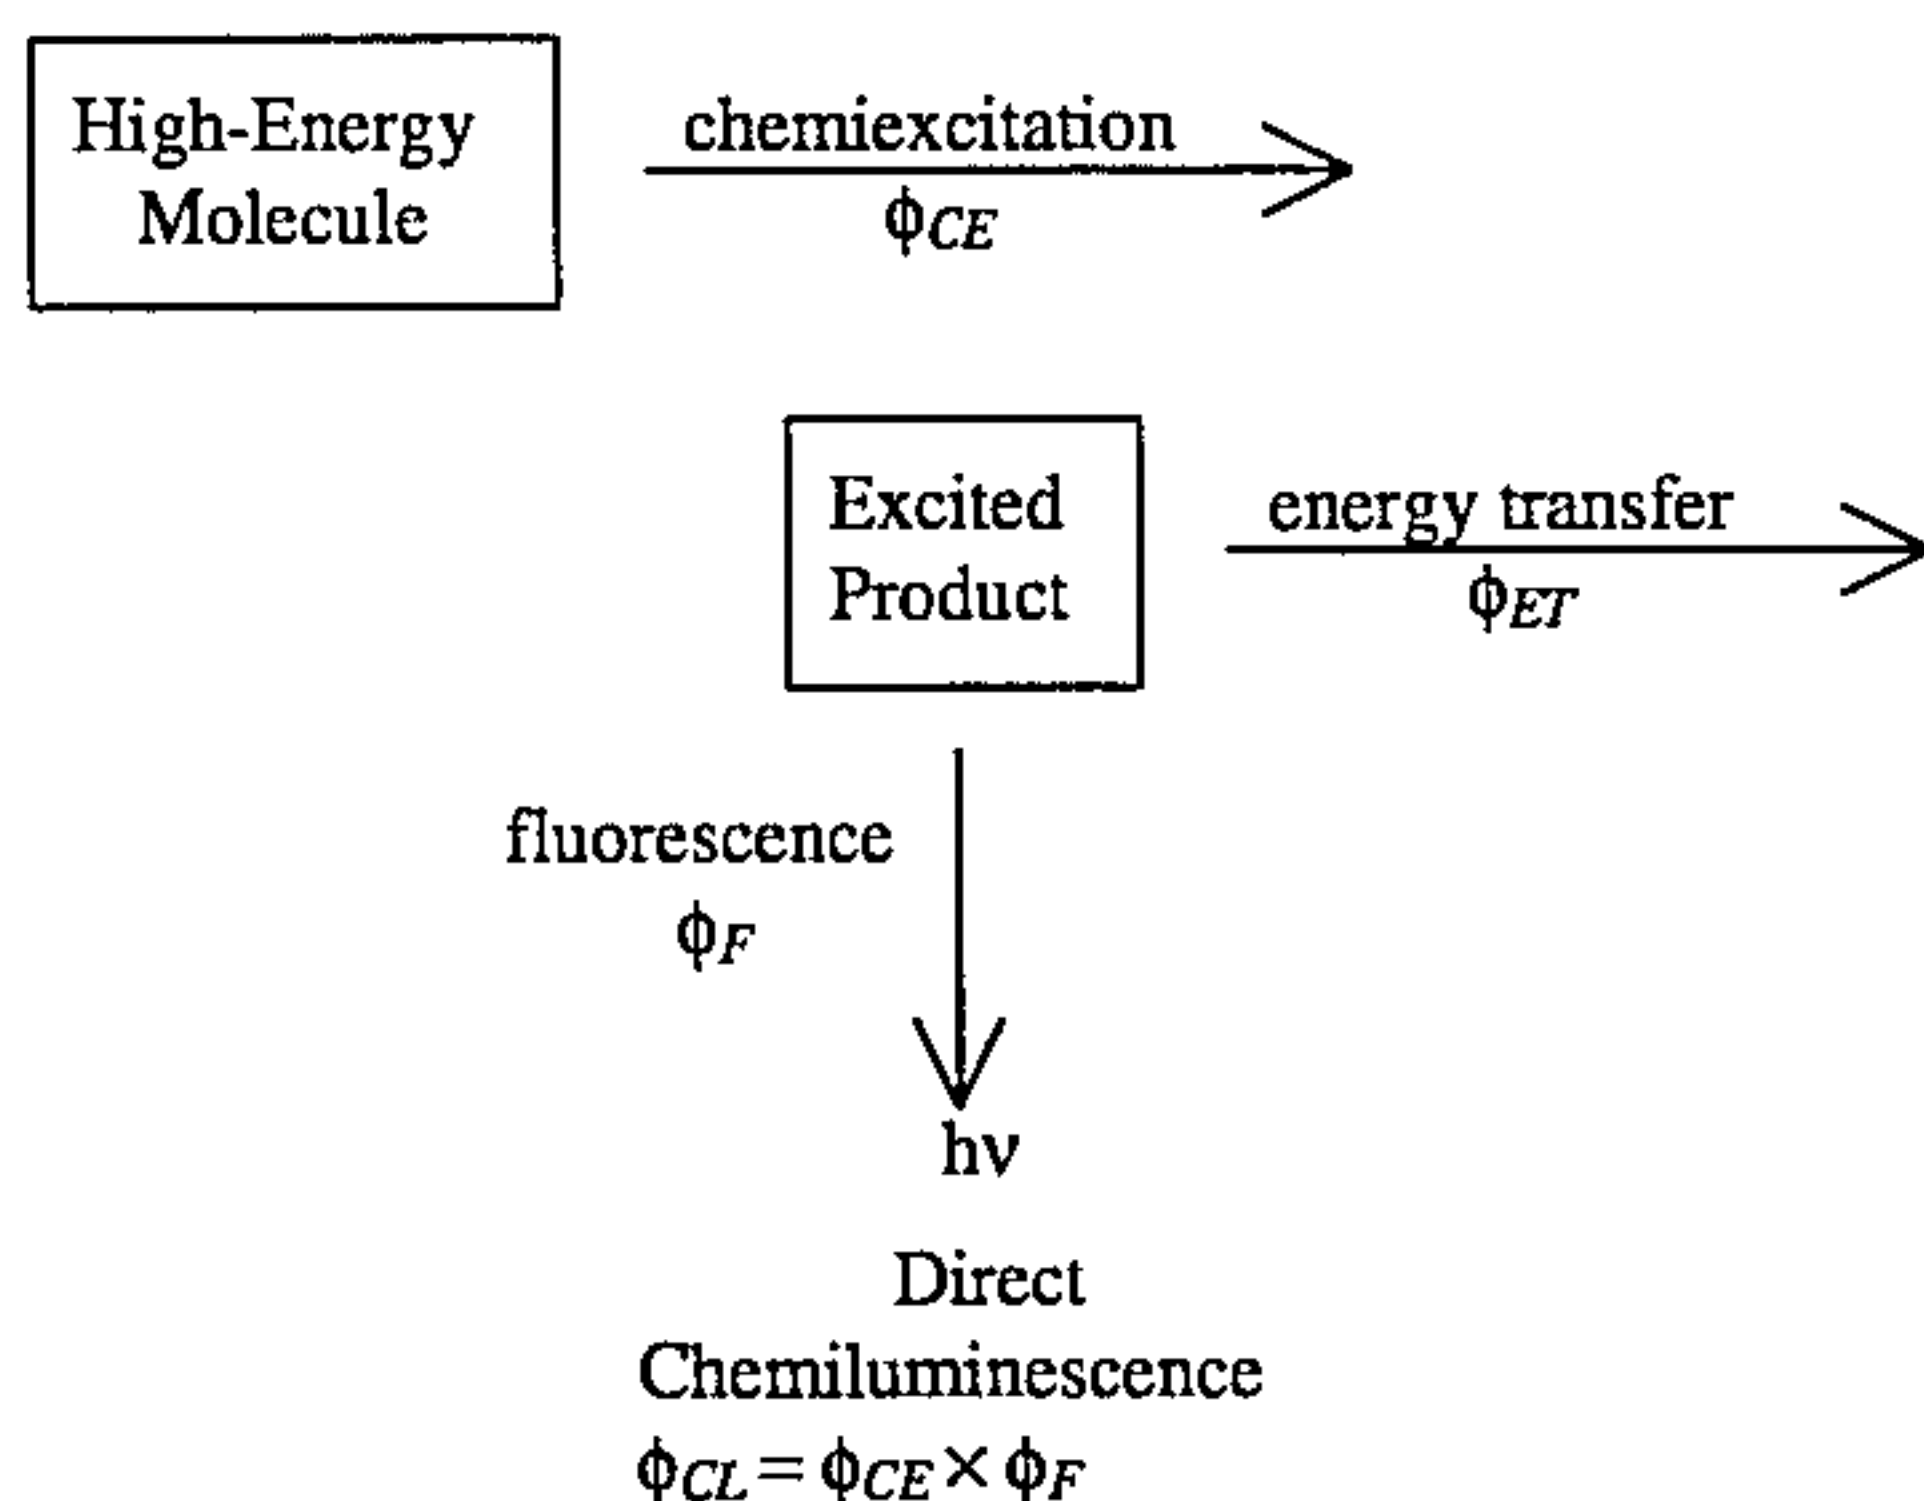 High-Energy
Molecule
chemiexcitation
ϕCE
Excited
Product
energy transfer
ϕET
fluorescence
ϕF
hν
Direct
Chemiluminescence
ϕCL = ϕCE × ϕF